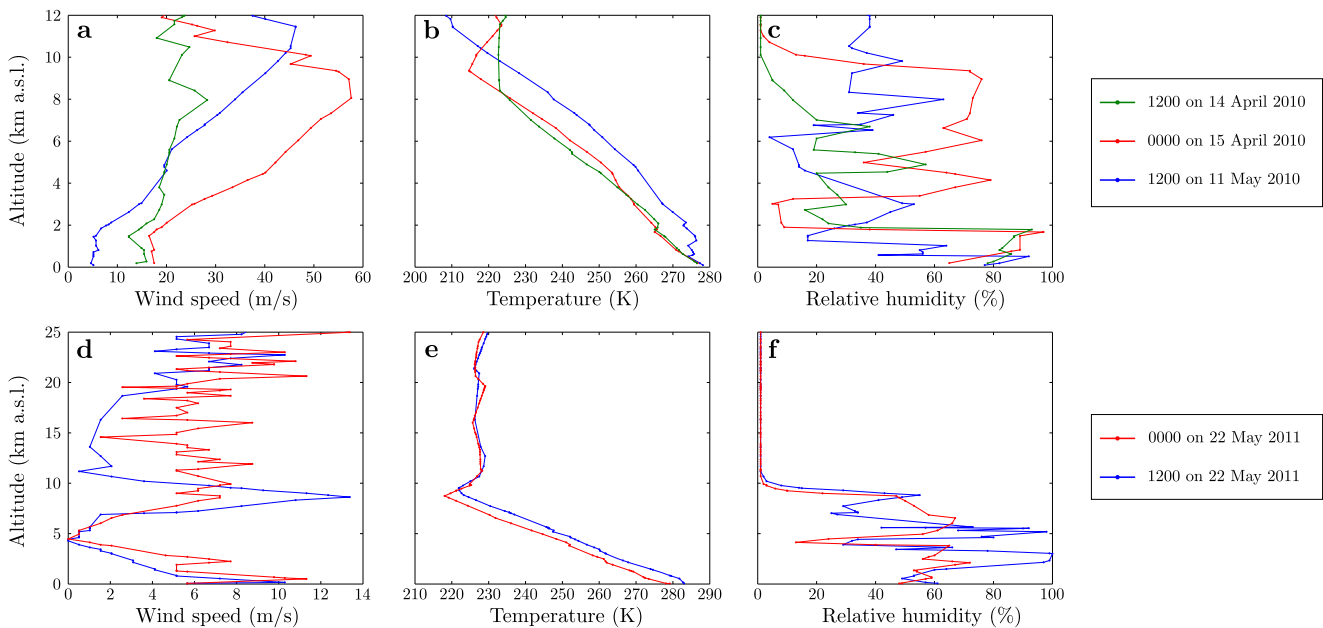 a
12
10
8
6
4
2
0
Altitude (km a.s.l.)
0 10 20 30 40 50 60
Wind speed (m/s)
b
200 210 220 230 240 250 260 270 280
Temperature (K)
c
0 20 40 60 80 100
Relative humidity (%)
1200 on 14 April 2010
0000 on 15 April 2010
1200 on 11 May 2010
d
25
20
15
10
5
0
Altitude (km a.s.l.)
0 2 4 6 8 10 12 14
Wind speed (m/s)
e
210 220 230 240 250 260 270 280 290
Temperature (K)
f
0 20 40 60 80 100
Relative humidity (%)
0000 on 22 May 2011
1200 on 22 May 2011